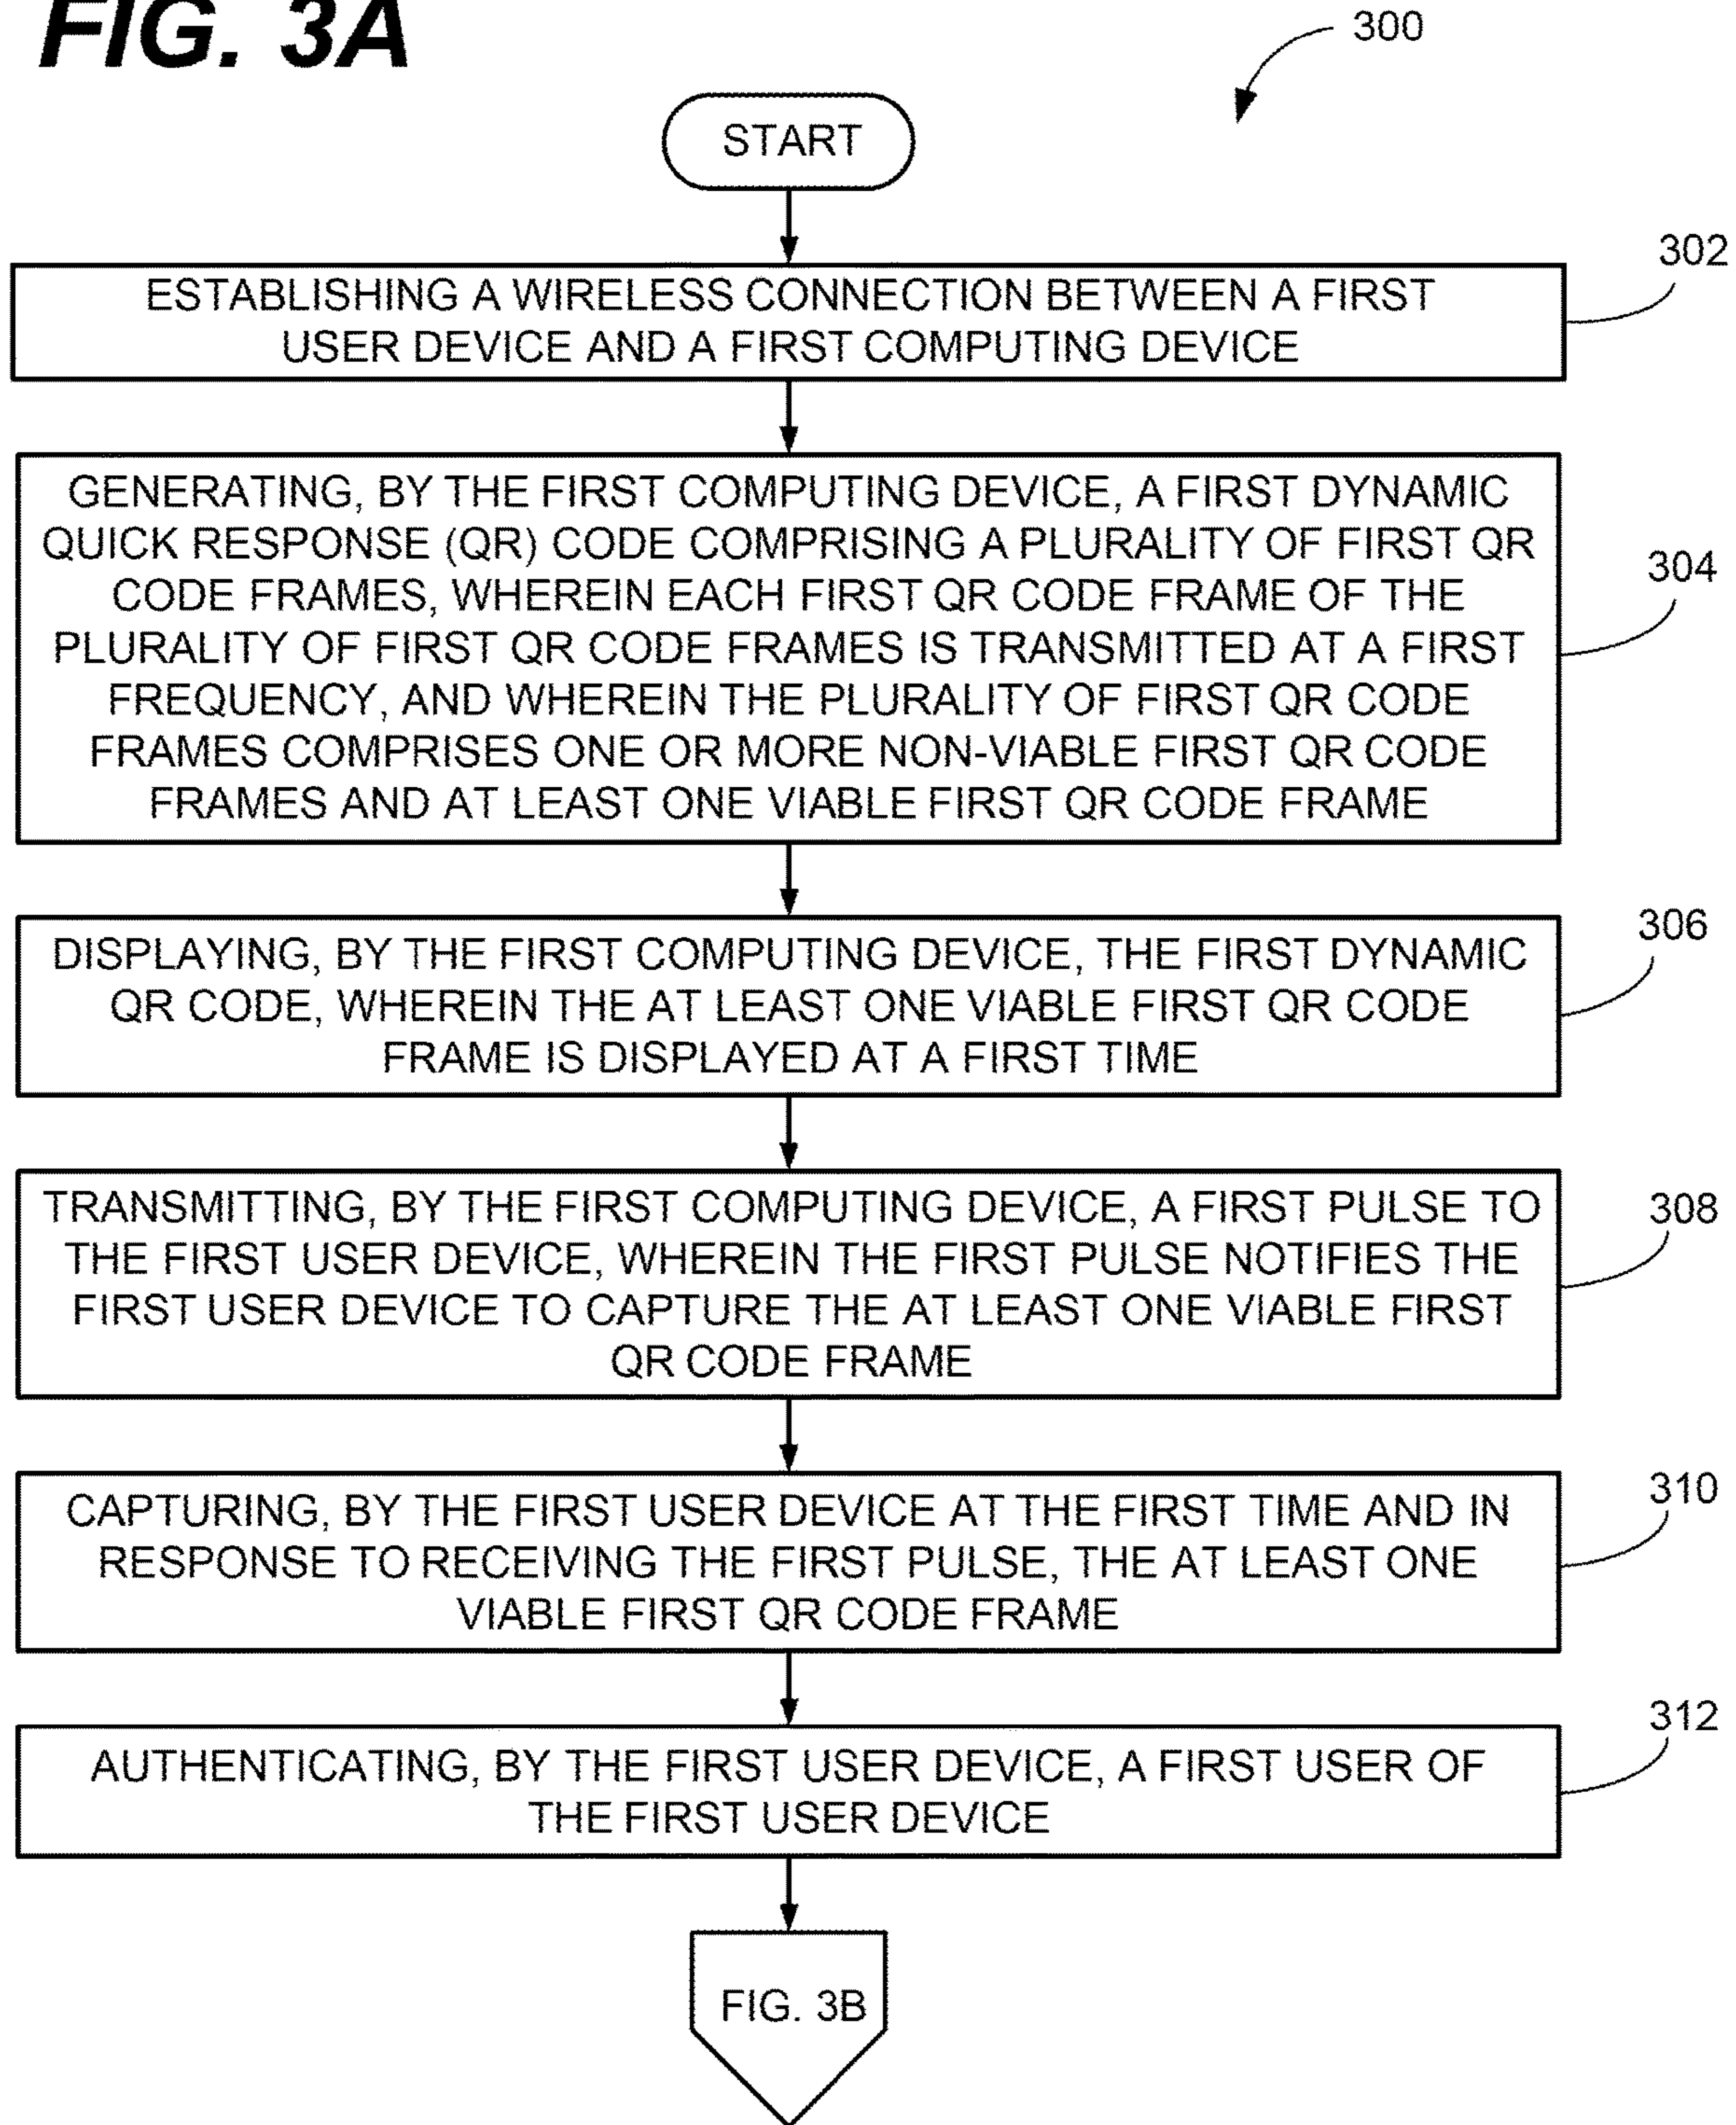 FIG. 3A
300
START
302
ESTABLISHING A WIRELESS CONNECTION BETWEEN A FIRST
USER DEVICE AND A FIRST COMPUTING DEVICE
GENERATING, BY THE FIRST COMPUTING DEVICE, A FIRST DYNAMIC
QUICK RESPONSE (QR) CODE COMPRISING A PLURALITY OF FIRST QR
CODE FRAMES, WHEREIN EACH FIRST QR CODE FRAME OF THE
PLURALITY OF FIRST QR CODE FRAMES IS TRANSMITTED AT A FIRST
FREQUENCY, AND WHEREIN THE PLURALITY OF FIRST QR CODE
FRAMES COMPRISES ONE OR MORE NON-VIABLE FIRST QR CODE
FRAMES AND AT LEAST ONE VIABLE FIRST QR CODE FRAME
304
DISPLAYING, BY THE FIRST COMPUTING DEVICE, THE FIRST DYNAMIC
QR CODE, WHEREIN THE AT LEAST ONE VIABLE FIRST QR CODE
FRAME IS DISPLAYED AT A FIRST TIME
306
TRANSMITTING, BY THE FIRST COMPUTING DEVICE, A FIRST PULSE TO
THE FIRST USER DEVICE, WHEREIN THE FIRST PULSE NOTIFIES THE
FIRST USER DEVICE TO CAPTURE THE AT LEAST ONE VIABLE FIRST
QR CODE FRAME
308
CAPTURING, BY THE FIRST USER DEVICE AT THE FIRST TIME AND IN
RESPONSE TO RECEIVING THE FIRST PULSE, THE AT LEAST ONE
VIABLE FIRST QR CODE FRAME
310
AUTHENTICATING, BY THE FIRST USER DEVICE, A FIRST USER OF
THE FIRST USER DEVICE
312
FIG. 3B